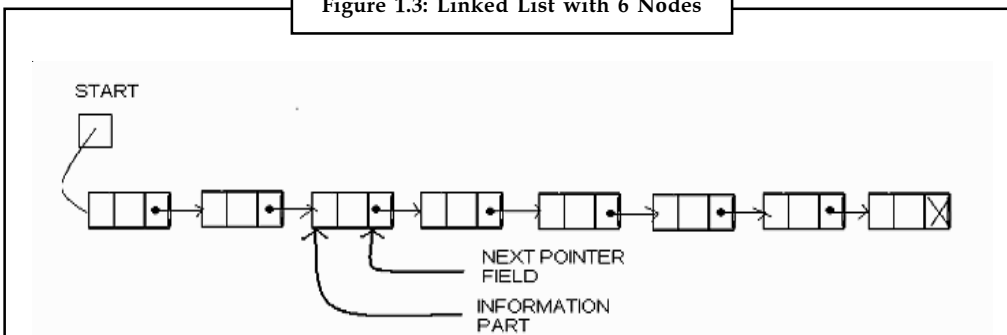 Figure 1.3: Linked List with 6 Nodes
START
NEXT POINTER
FIELD
INFORMATION
PART